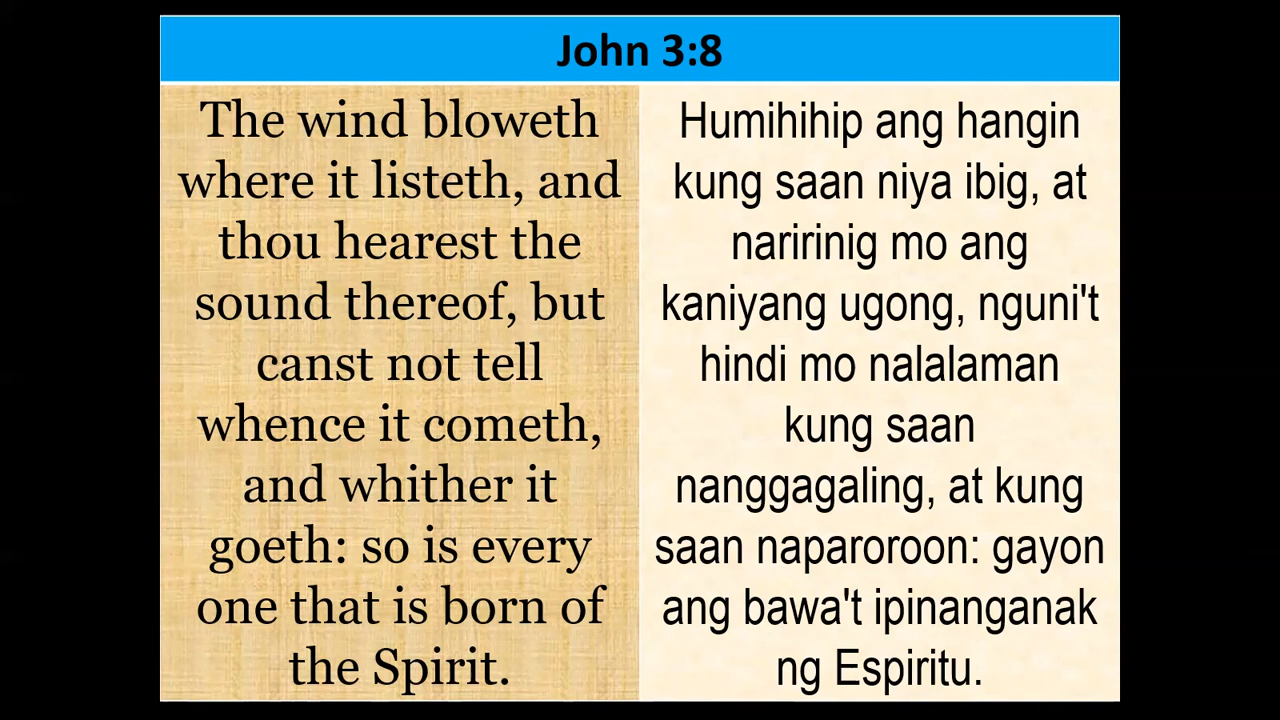 John 3:8
The wind bloweth
where it listeth, and
thou hearest the
sound thereof, but
canst not tell
whence it cometh,
and whither it
goeth: so is every
one that is born of
the Spirit.
Humihihip ang hangin
kung saan niya ibig, at
naririnig mo ang
kaniyang ugong, nguni't
hindi mo nalalaman
kung saan
nanggagaling, at kung
saan naparoroon: gayon
ang bawa't ipinanganak
ng Espiritu.